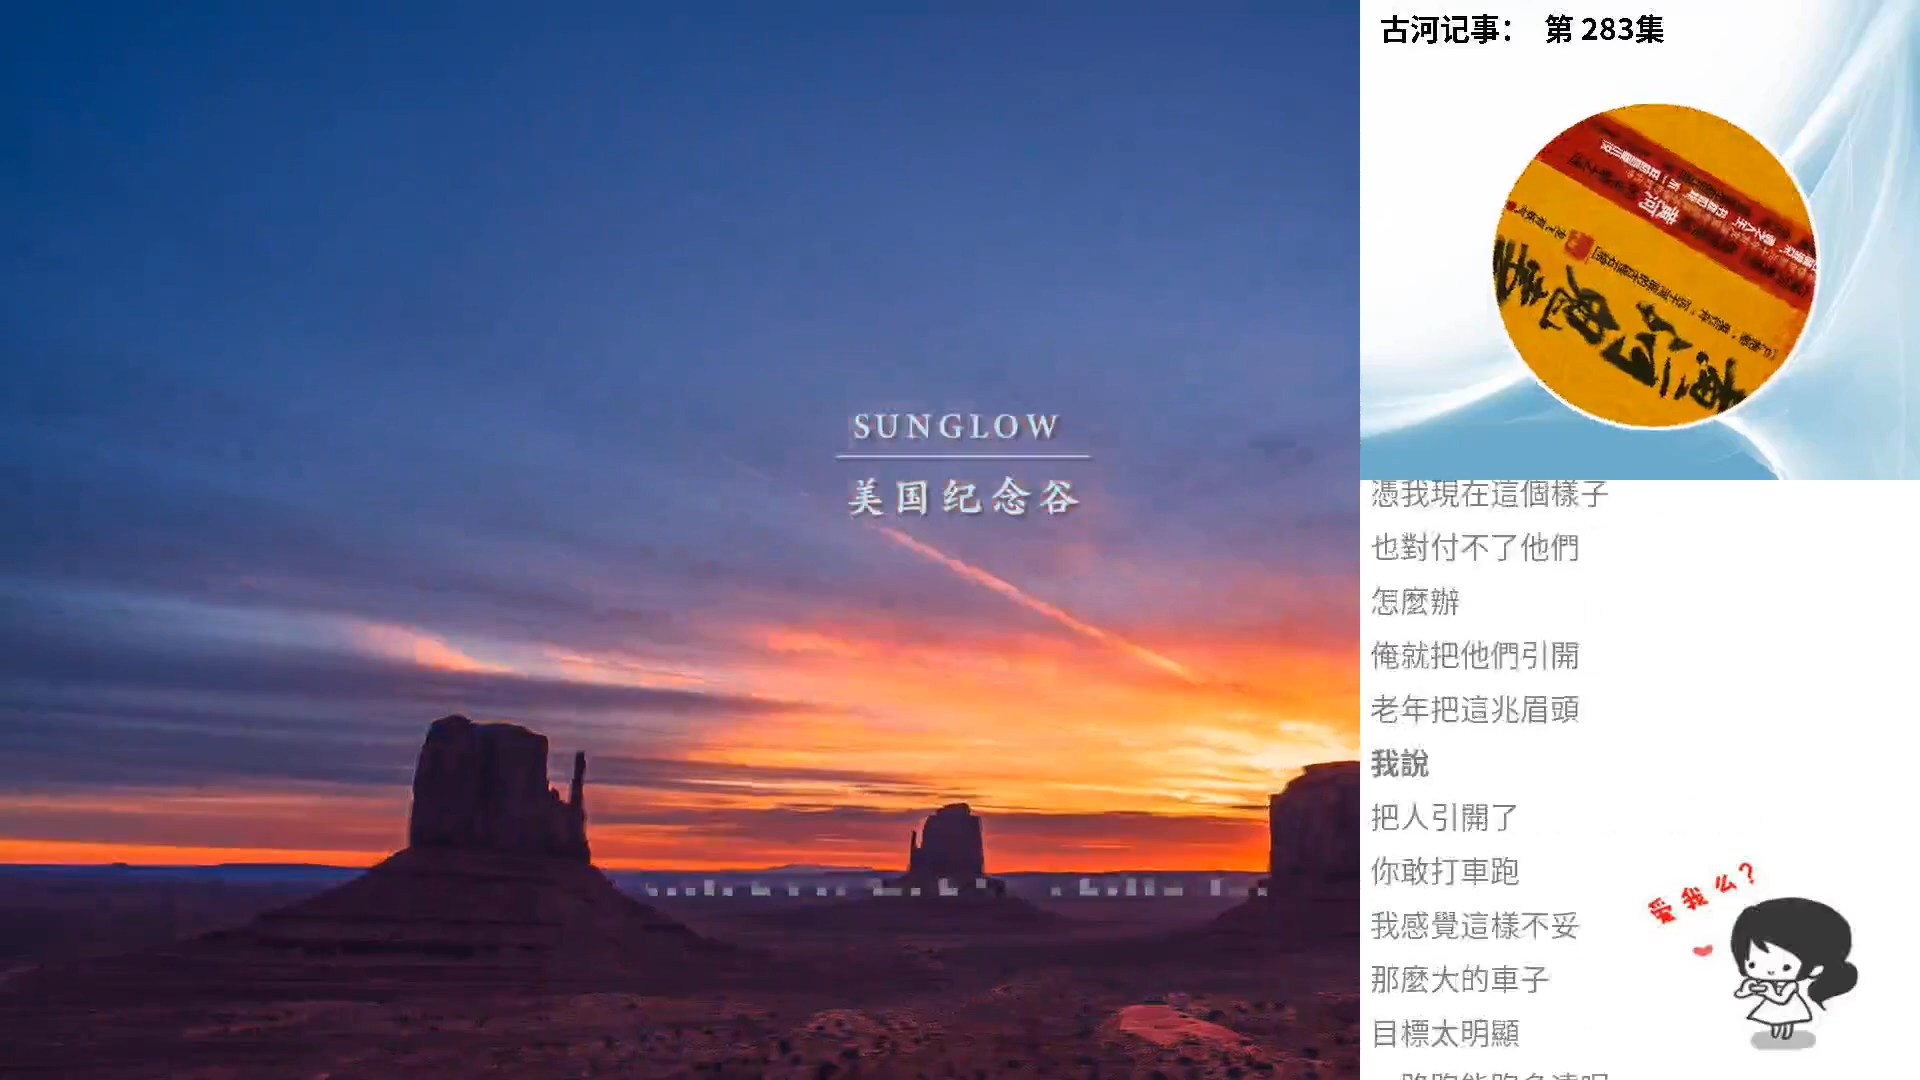 SUNGLOW
美国纪念谷
古河记事： 第 283集
憑我現在這個樣子
也對付不了他們
怎麼辦
俺就把他們引開
老年把這兆眉頭
我說
把人引開了
你敢打車跑
我感覺這樣不妥
那麼大的車子
目標太明顯
爱我么?